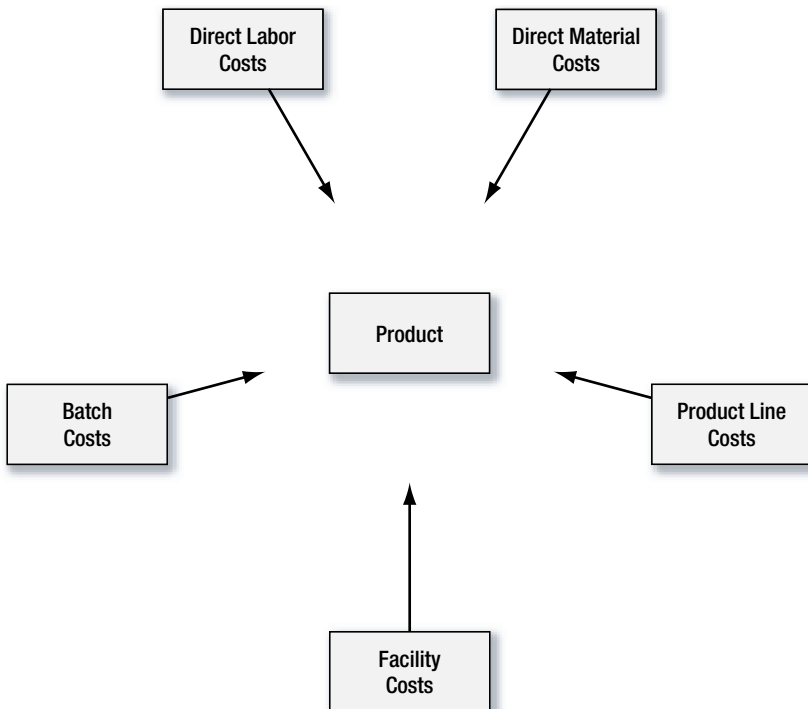 Direct Labor
Costs
Direct Material
Costs
Product
Batch
Costs
Product Line
Costs
Facility
Costs